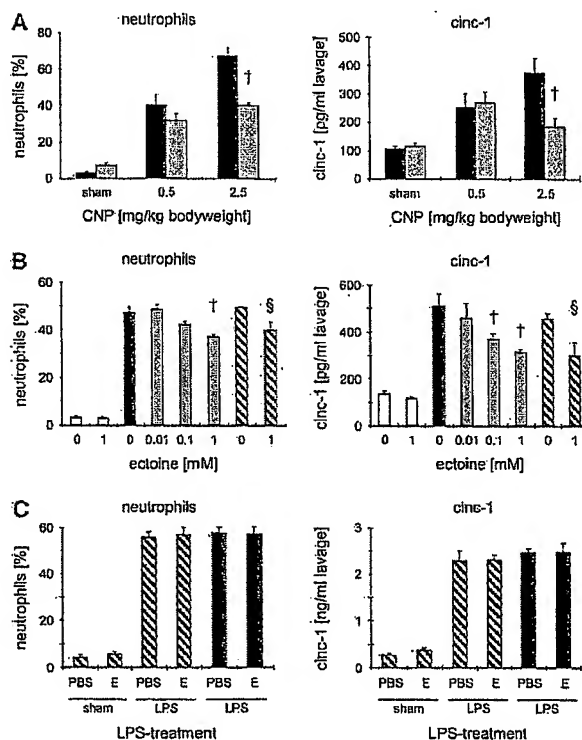 A
neutrophils
neutrophils [%]
80
60
40
20
0
†
sham
0.5
2.5
CNP [mg/kg bodyweight]
cinc-1
cinc-1 [pg/ml lavage]
500
400
300
200
100
0
†
sham
0.5
2.5
CNP [mg/kg bodyweight]
B
neutrophils
neutrophils [%]
60
40
20
0
†
§
0 1 0 0.01 0.1 1 0 1
ectoine [mM]
cinc-1
cinc-1 [pg/ml lavage]
600
400
200
0
†
†
§
0 1 0 0.01 0.1 1 0 1
ectoine [mM]
C
neutrophils
neutrophils [%]
60
40
20
0
PBS E PBS E PBS E
sham LPS LPS
LPS-treatment
cinc-1
cinc-1 [ng/ml lavage]
3
2
1
0
PBS E PBS E PBS E
sham LPS LPS
LPS-treatment